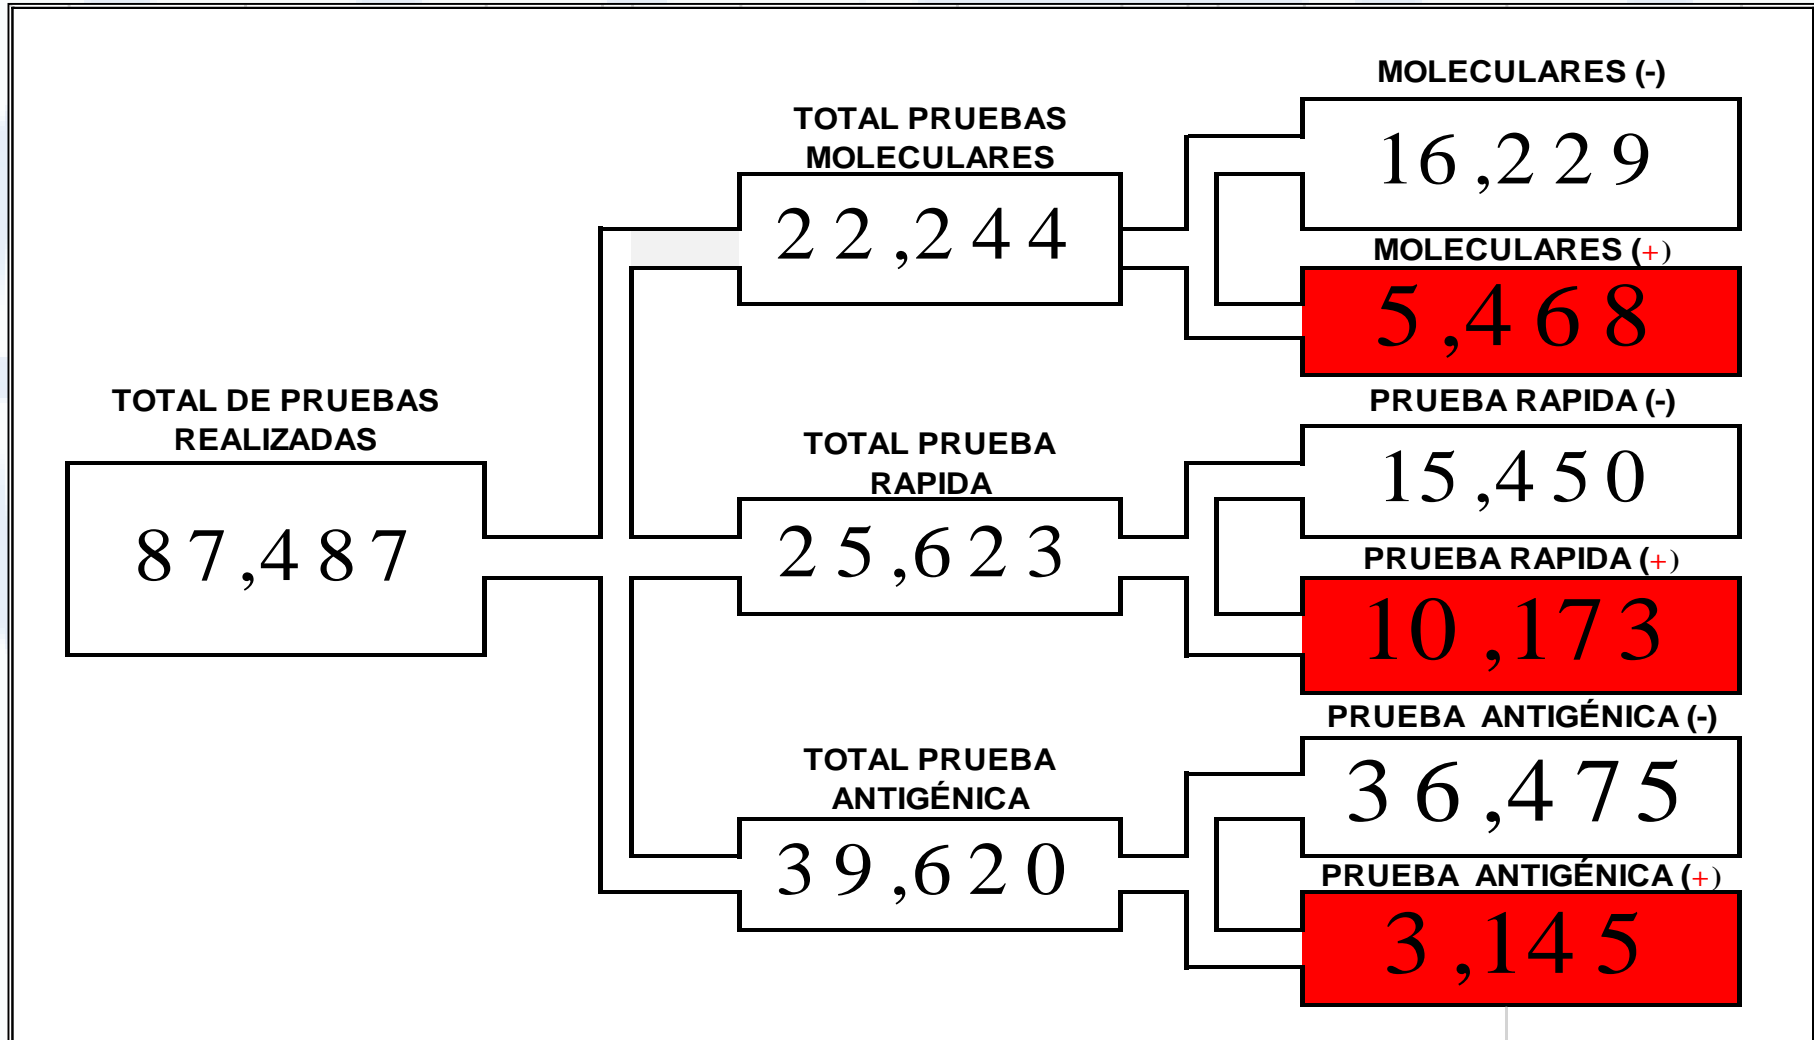 TOTAL DE PRUEBAS
REALIZADAS
87,487
TOTAL PRUEBAS
MOLECULARES
22,244
MOLECULARES (-)
16,229
MOLECULARES (+)
5,468
TOTAL PRUEBA
RAPIDA
25,623
PRUEBA RAPIDA (-)
15,450
PRUEBA RAPIDA (+)
10,173
TOTAL PRUEBA
ANTIGÉNICA
39,620
PRUEBA ANTIGÉNICA (-)
36,475
PRUEBA ANTIGÉNICA (+)
3,145